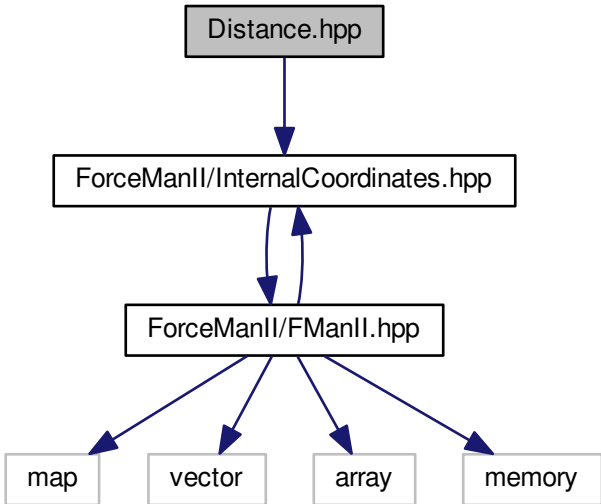 Distance.hpp
ForceManII/InternalCoordinates.hpp
ForceManII/FManII.hpp
map
vector
array
memory